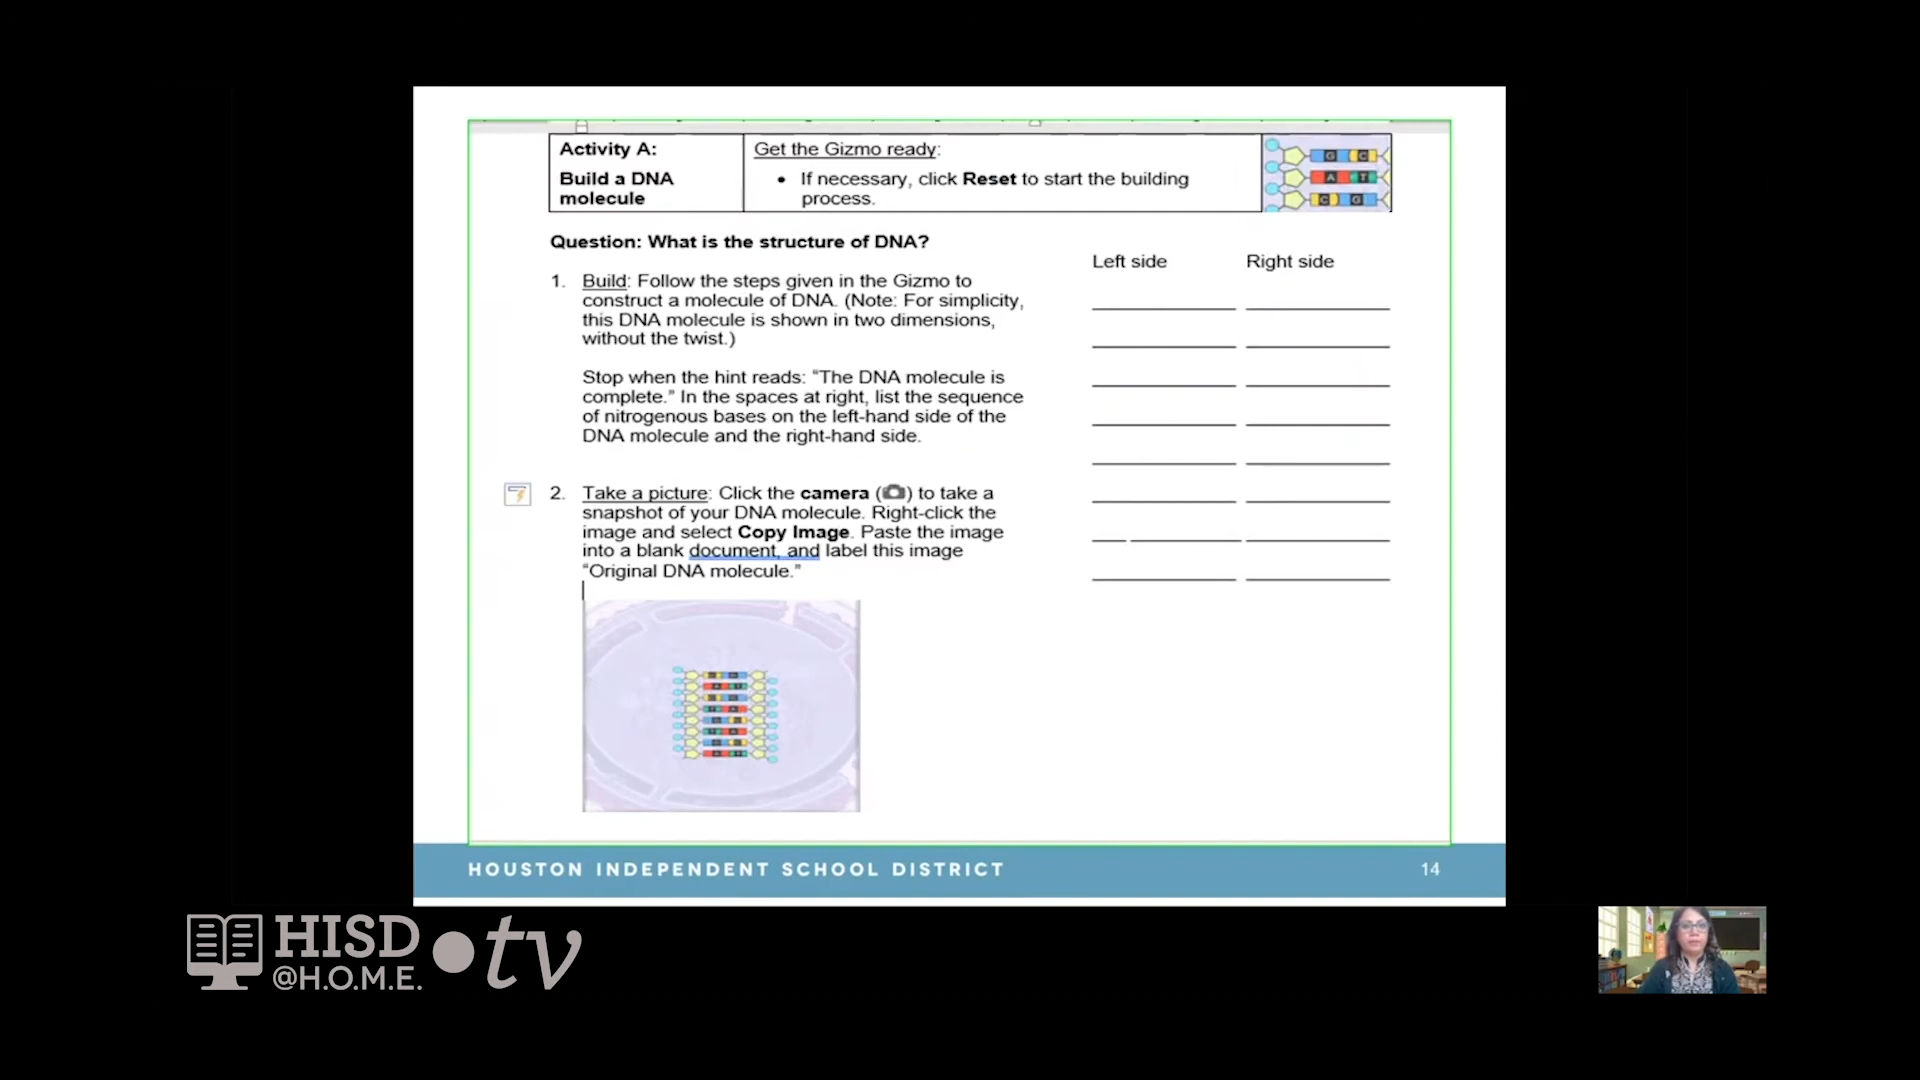 Activity A:
Build a DNA
molecule
Get the Gizmo ready:
• If necessary, click Reset to start the building
process.
G C
A T
C G
Question: What is the structure of DNA?
Left side Right side
1. Build: Follow the steps given in the Gizmo to
construct a molecule of DNA. (Note: For simplicity,
this DNA molecule is shown in two dimensions,
without the twist.)
Stop when the hint reads: “The DNA molecule is
complete.” In the spaces at right, list the sequence
of nitrogenous bases on the left-hand side of the
DNA molecule and the right-hand side.
2. Take a picture: Click the camera ( ) to take a
snapshot of your DNA molecule. Right-click the
image and select Copy Image. Paste the image
into a blank document, and label this image
“Original DNA molecule.”
HOUSTON INDEPENDENT SCHOOL DISTRICT
14
HISD
@H.O.M.E.
tv